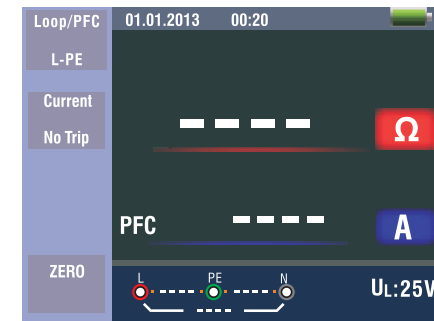 Loop/PFC 01.01.2013 00:20
L-PE
Current
No Trip
---- Ω
PFC ---- A
ZERO
L PE N
---- ----
----
UL:25V